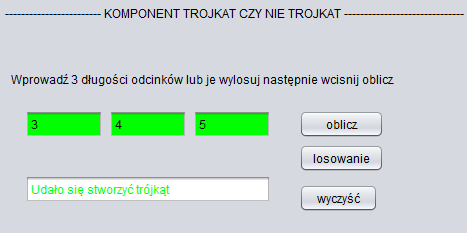 ------------------------ KOMPONENT TROJKAT CZY NIE TROJKAT ------------------------------
Wprowadź 3 długości odcinków lub je wylosuj następnie wcisnij oblicz
3 4 5 oblicz
losowanie
Udało się stworzyć trójkąt
wyczyść